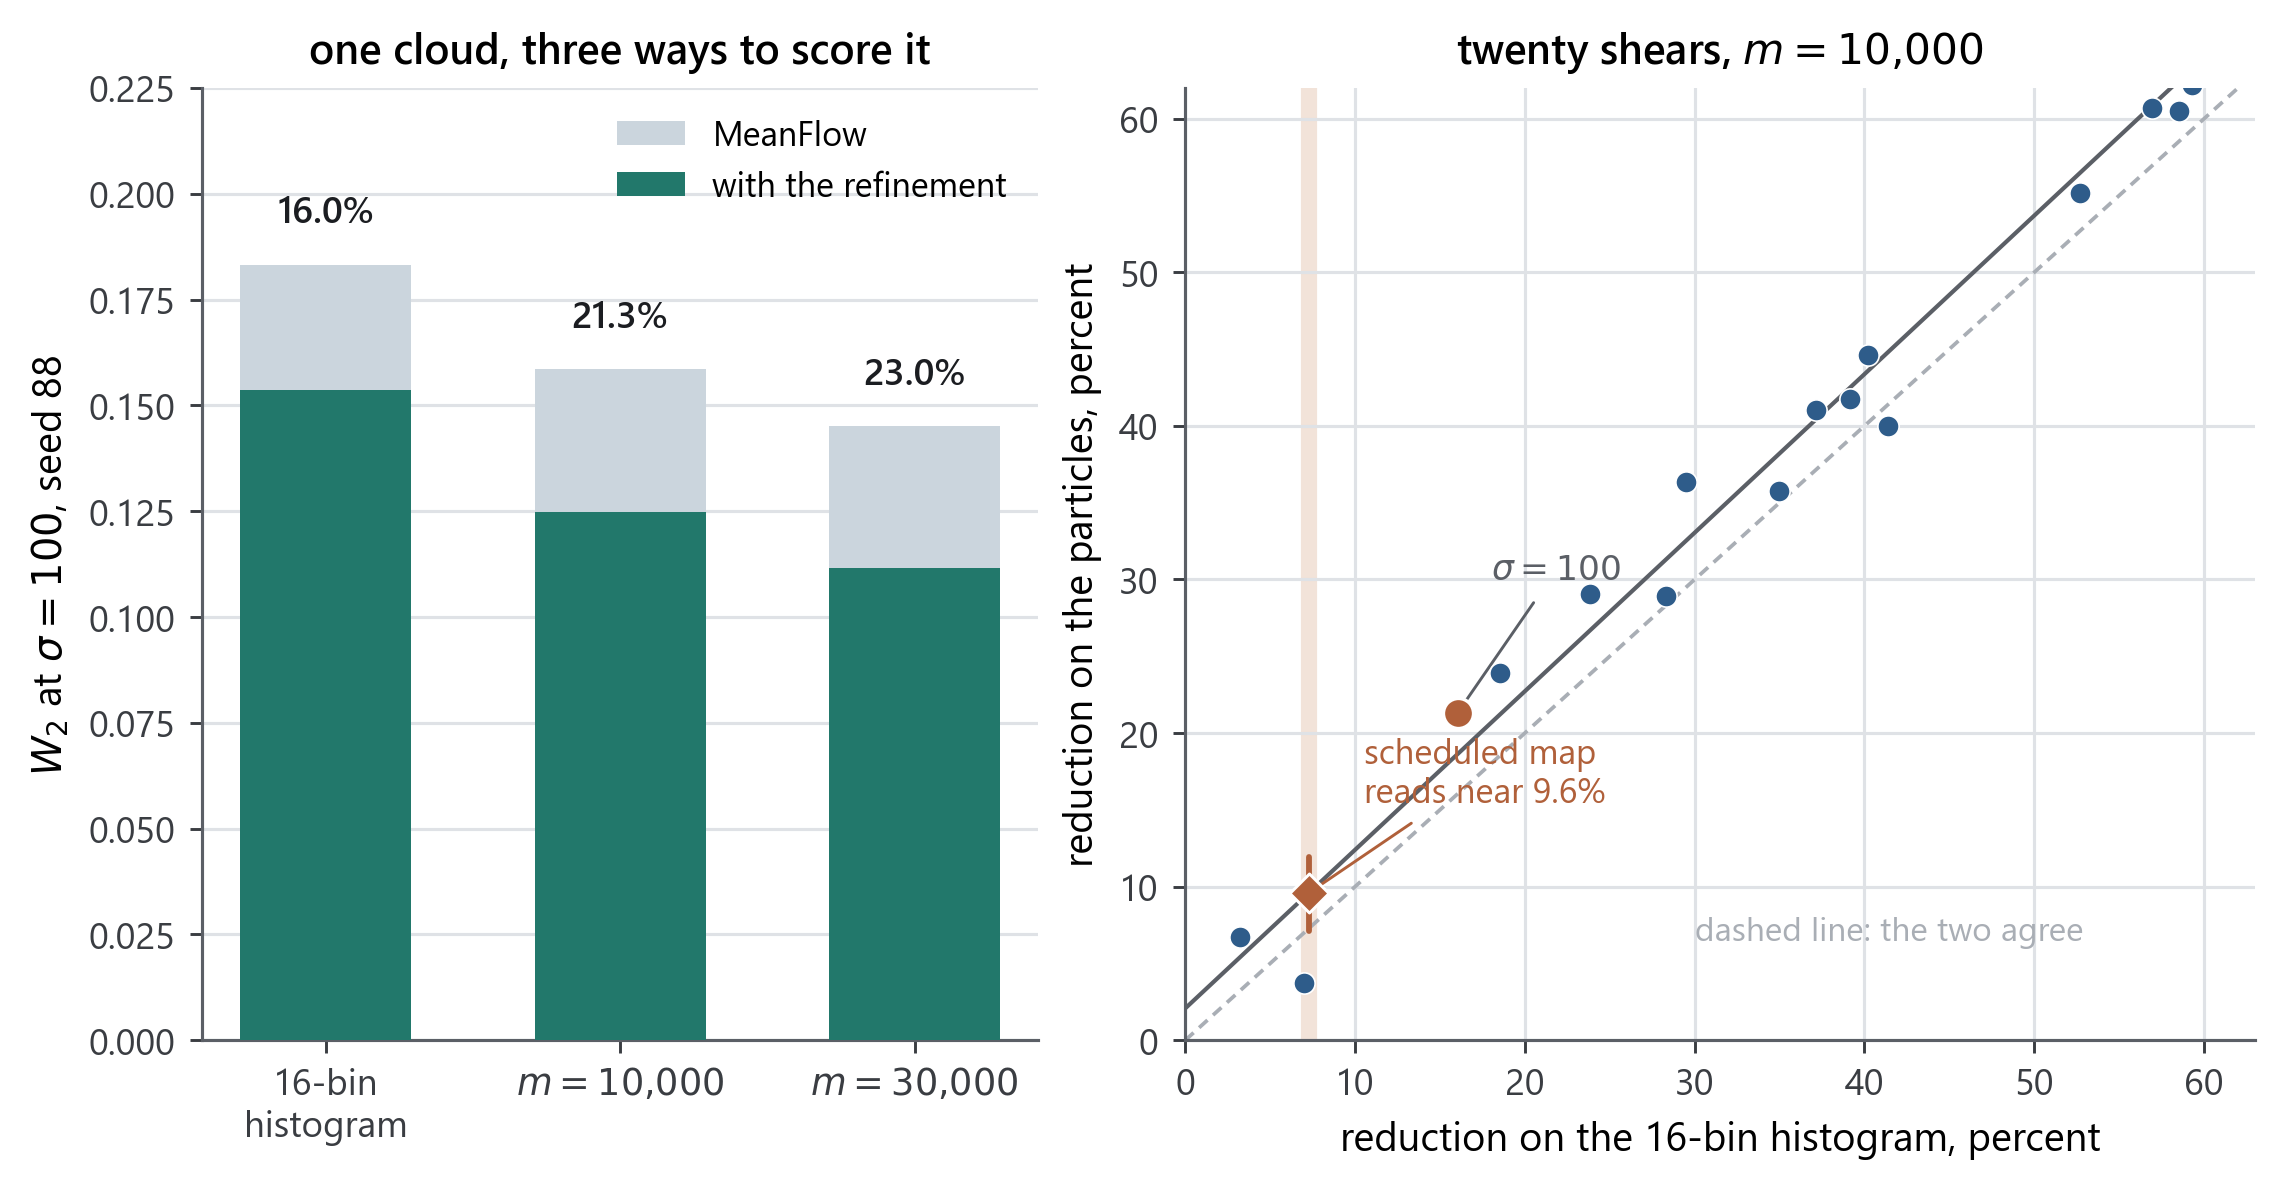 one cloud, three ways to score it
W2 at σ = 100, seed 88
0.225
0.200
0.175
0.150
0.125
0.100
0.075
0.050
0.025
0.000
MeanFlow
with the refinement
16.0%
21.3%
23.0%
16-bin
histogram
m = 10,000
m = 30,000
twenty shears, m = 10,000
reduction on the particles, percent
60
50
40
30
20
10
0
σ = 100
scheduled map
reads near 9.6%
dashed line: the two agree
0
10
20
30
40
50
60
reduction on the 16-bin histogram, percent